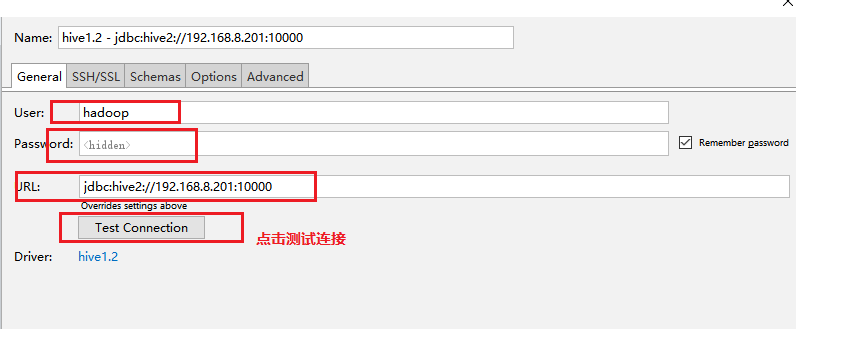 Name: hive1.2 - jdbc:hive2://192.168.8.201:10000
General SSH/SSL Schemas Options Advanced
User: hadoop
Password: <hidden> Remember password
URL: jdbc:hive2://192.168.8.201:10000
Overrides settings above
Test Connection 点击测试连接
Driver: hive1.2